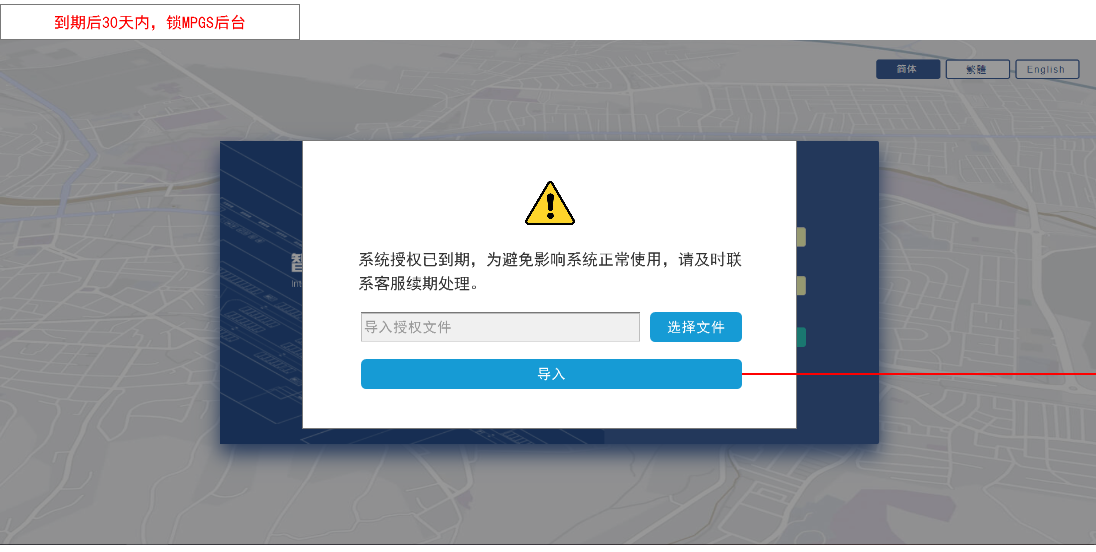 到期后30天内，锁MPGS后台
简体
繁體
English
智
Int
系统授权已到期，为避免影响系统正常使用，请及时联
系客服续期处理。
导入授权文件
选择文件
导入